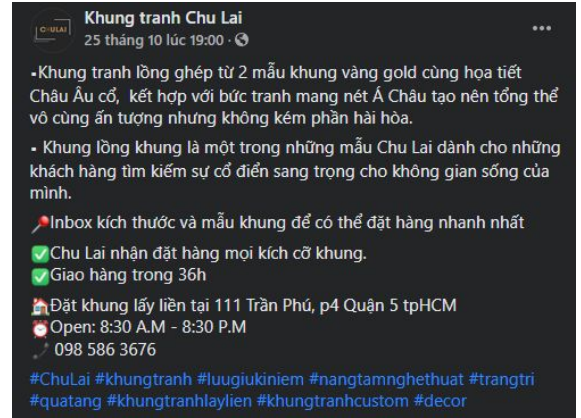 CHULAI
Khung tranh Chu Lai
25 tháng 10 lúc 19:00 ·
▪Khung tranh lồng ghép từ 2 mẫu khung vàng gold cùng họa tiết
Châu Âu cổ, kết hợp với bức tranh mang nét Á Châu tạo nên tổng thể
vô cùng ấn tượng nhưng không kém phần hài hòa.
▪ Khung lồng khung là một trong những mẫu Chu Lai dành cho những
khách hàng tìm kiếm sự cổ điển sang trọng cho không gian sống của
mình.
📍Inbox kích thước và mẫu khung để có thể đặt hàng nhanh nhất
✅Chu Lai nhận đặt hàng mọi kích cỡ khung.
✅Giao hàng trong 36h
🏠Đặt khung lấy liền tại 111 Trần Phú, p4 Quận 5 tpHCM
⏰Open: 8:30 A.M - 8:30 P.M
📞 098 586 3676
#ChuLai #khungtranh #luugiukiniem #nangtamnghethuat #trangtri
#quatang #khungtranhlaylien #khungtranhcustom #decor